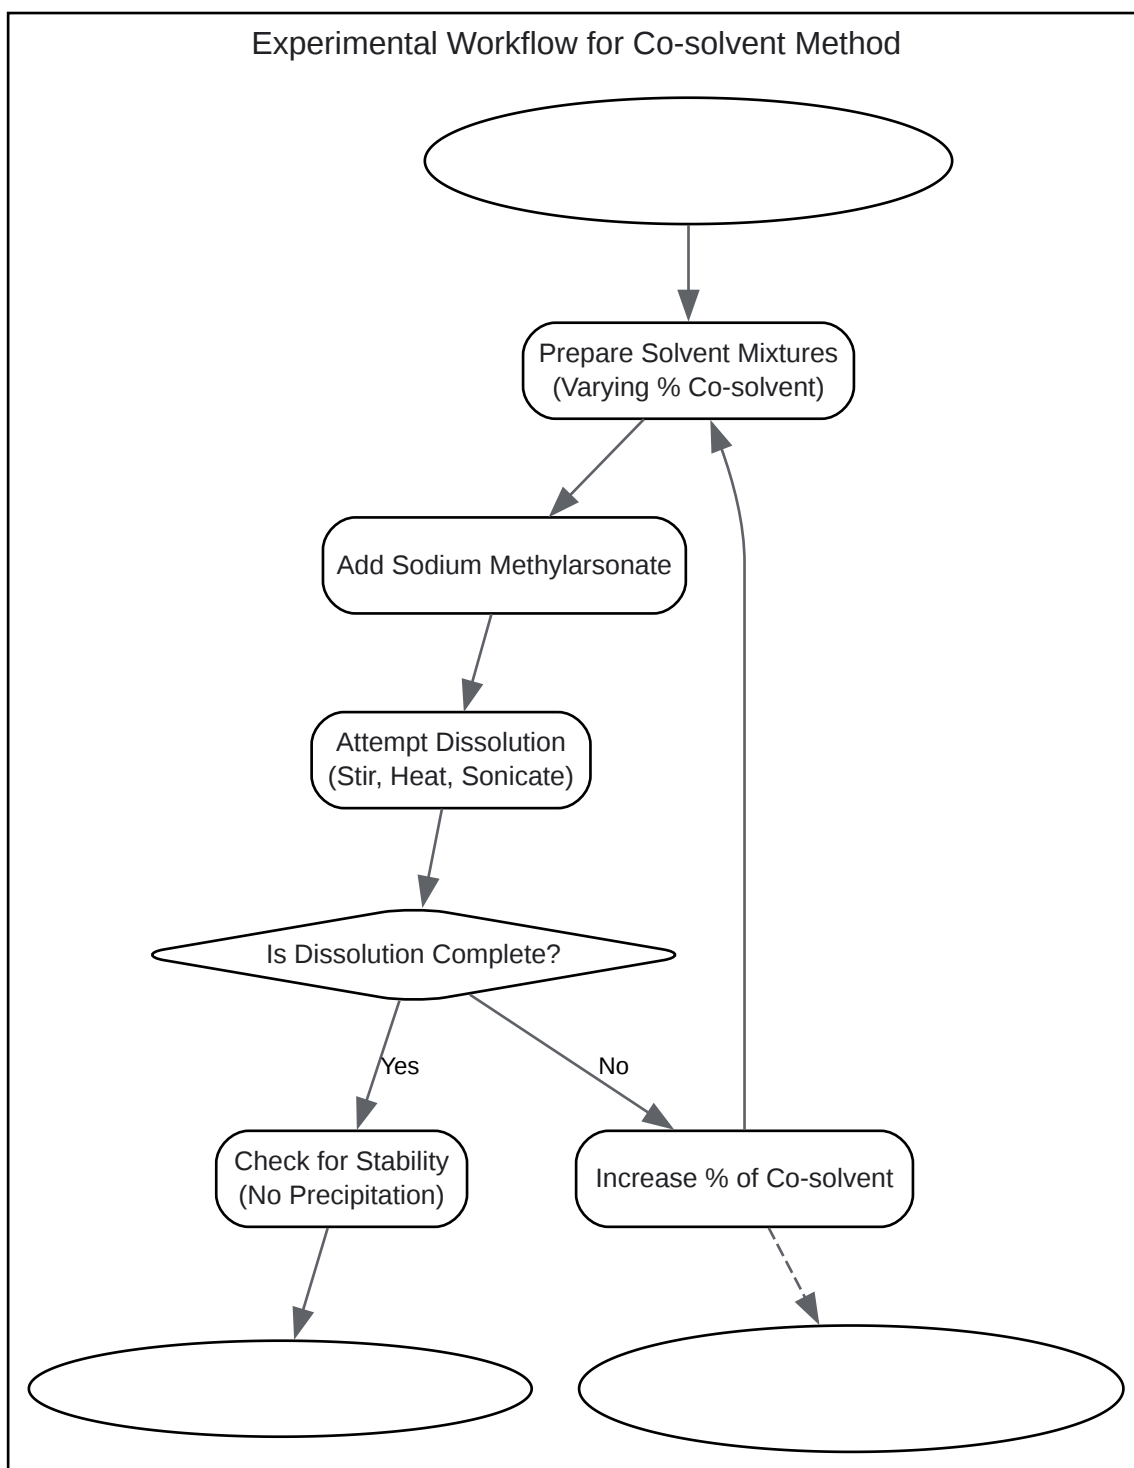 Experimental Workflow for Co-solvent Method
Prepare Solvent Mixtures
(Varying % Co-solvent)
Add Sodium Methylarsonate
Attempt Dissolution
(Stir, Heat, Sonicate)
Is Dissolution Complete?
Yes
No
Check for Stability
(No Precipitation)
Increase % of Co-solvent